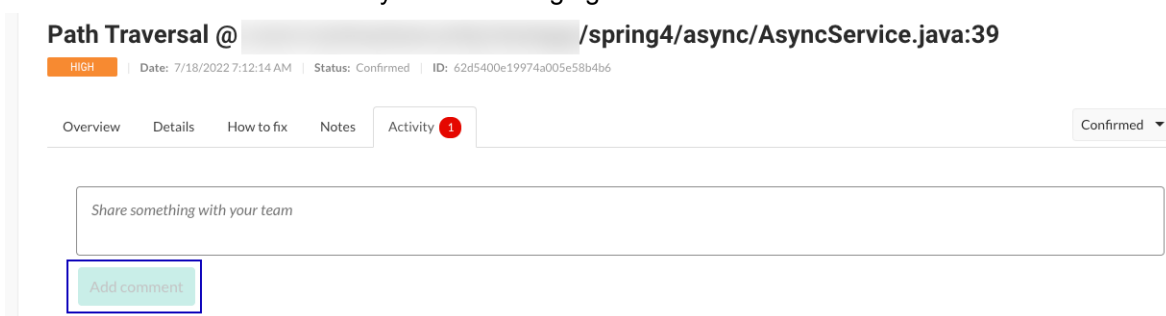 Path Traversal @ /spring4/async/AsyncService.java:39
HIGH Date: 7/18/2022 7:12:14 AM Status: Confirmed ID: 62d5400e19974a005e58b4b6
Overview Details How to fix Notes Activity 1 Confirmed
Share something with your team
Add comment